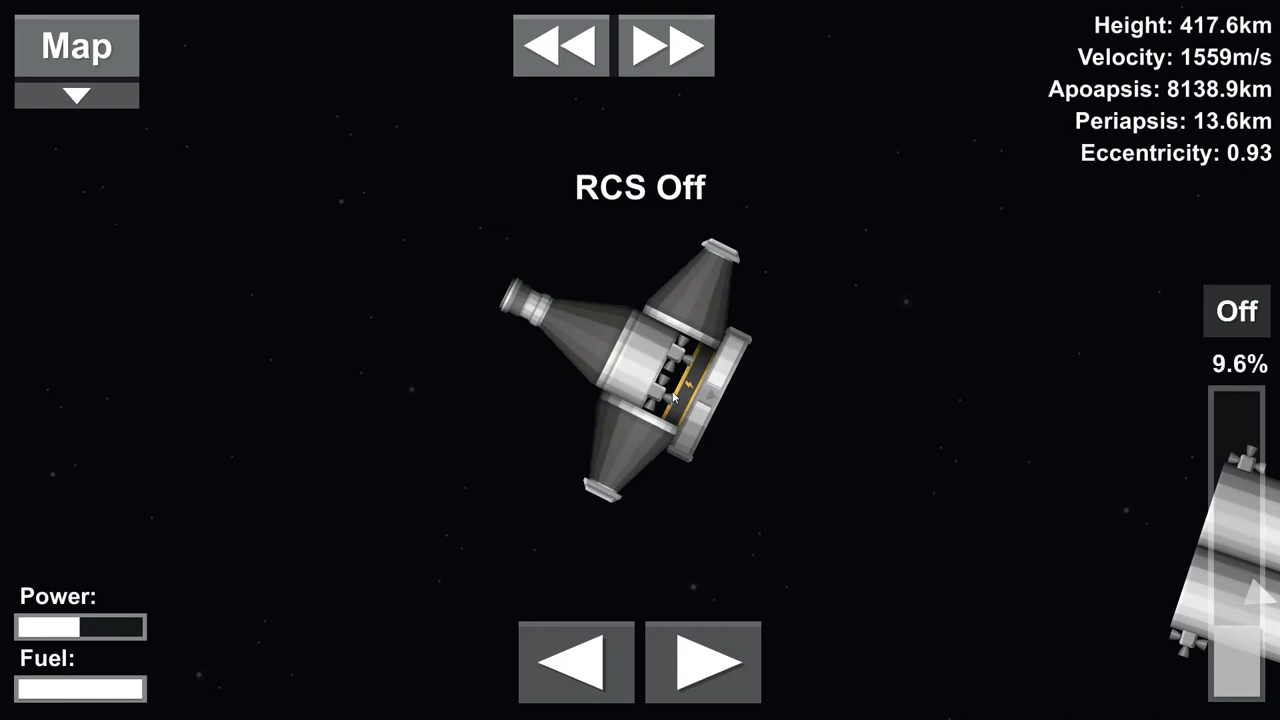 Map
Height: 417.6km
Velocity: 1559m/s
Apoapsis: 8138.9km
Periapsis: 13.6km
Eccentricity: 0.93
RCS Off
Off
9.6%
Power:
Fuel: